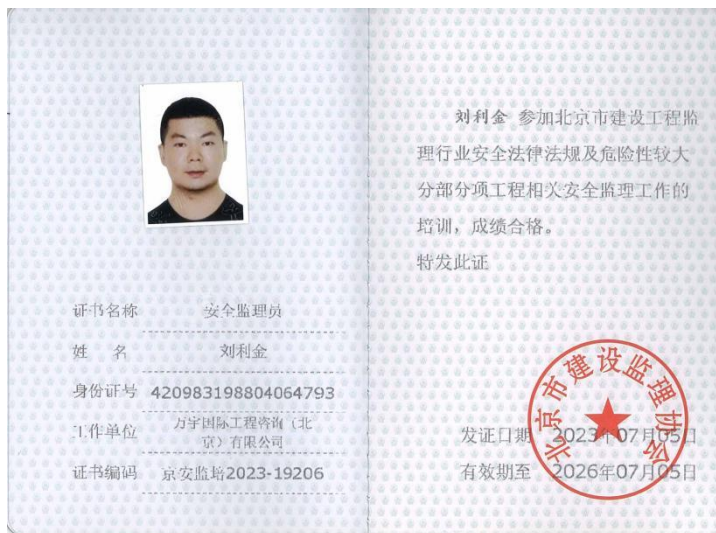 证书名称 安全监理员
姓 名 刘利金
身份证号 420983198804064793
工作单位 万宇国际工程咨询（北
京）有限公司
证书编码 京安监培2023-19206
刘利金 参加北京市建设工程监
理行业安全法律法规及危险性较大
分部分项工程相关安全监理工作的
培训，成绩合格。
特发此证
北京市建设监理协会
发证日期 2023年07月05日
有效期至 2026年07月05日